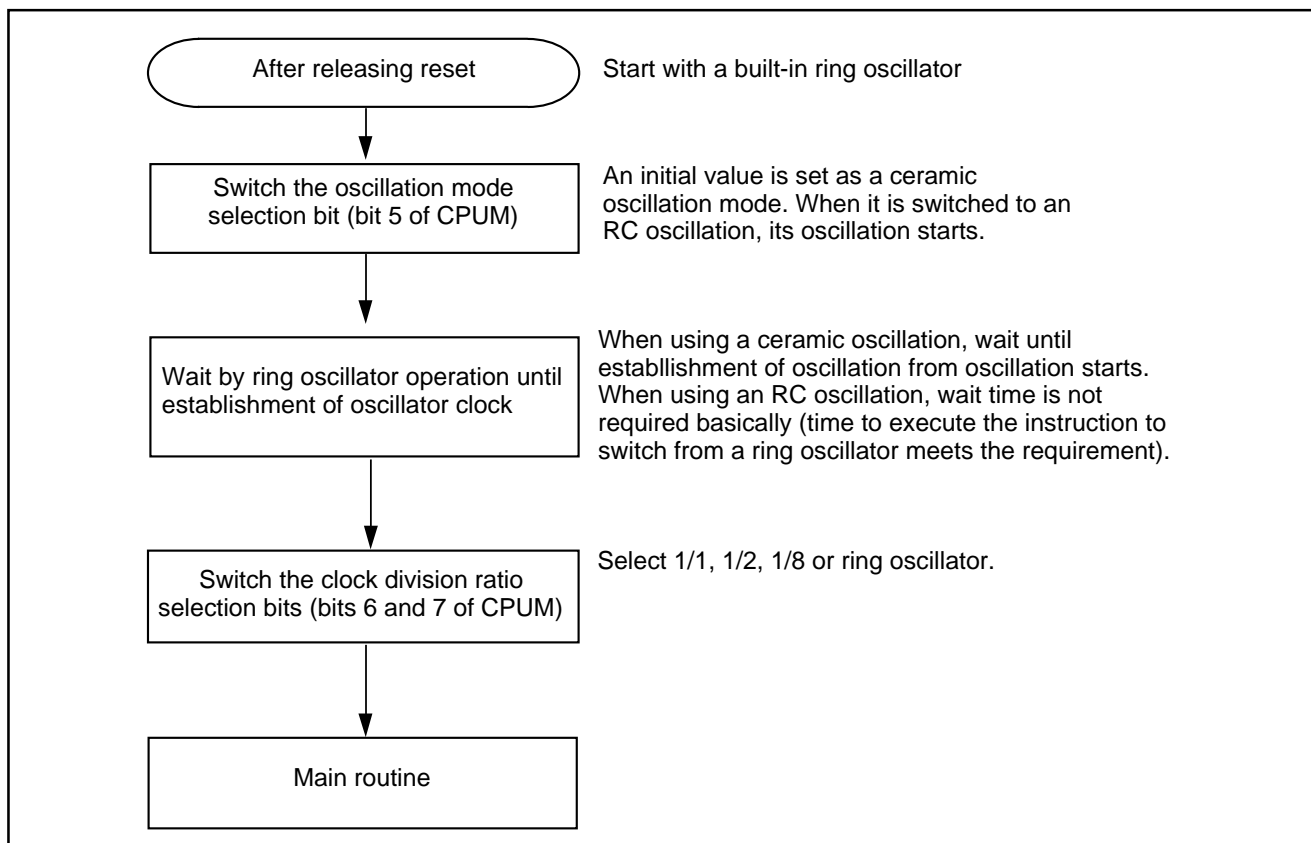 After releasing reset
Start with a built-in ring oscillator
Switch the oscillation mode
selection bit (bit 5 of CPUM)
An initial value is set as a ceramic
oscillation mode. When it is switched to an
RC oscillation, its oscillation starts.
Wait by ring oscillator operation until
establishment of oscillator clock
When using a ceramic oscillation, wait until
establlishment of oscillation from oscillation starts.
When using an RC oscillation, wait time is not
required basically (time to execute the instruction to
switch from a ring oscillator meets the requirement).
Switch the clock division ratio
selection bits (bits 6 and 7 of CPUM)
Select 1/1, 1/2, 1/8 or ring oscillator.
Main routine